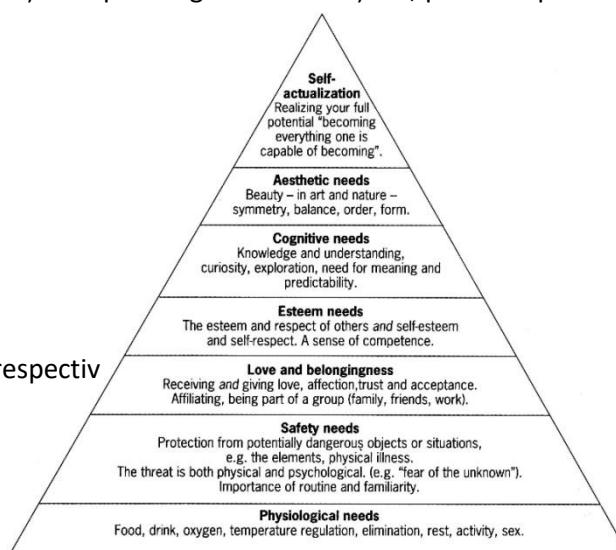 Self-
actualization
Realizing your full
potential "becoming
everything one is
capable of becoming".
Aesthetic needs
Beauty – in art and nature –
symmetry, balance, order, form.
Cognitive needs
Knowledge and understanding,
curiosity, exploration, need for meaning and
predictability.
Esteem needs
The esteem and respect of others and self-esteem
and self-respect. A sense of competence.
respectiv
Love and belongingness
Receiving and giving love, affection,trust and acceptance.
Affiliating, being part of a group (family, friends, work).
Safety needs
Protection from potentially dangerous objects or situations,
e.g. the elements, physical illness.
The threat is both physical and psychological. (e.g. "fear of the unknown").
Importance of routine and familiarity.
Physiological needs
Food, drink, oxygen, temperature regulation, elimination, rest, activity, sex.